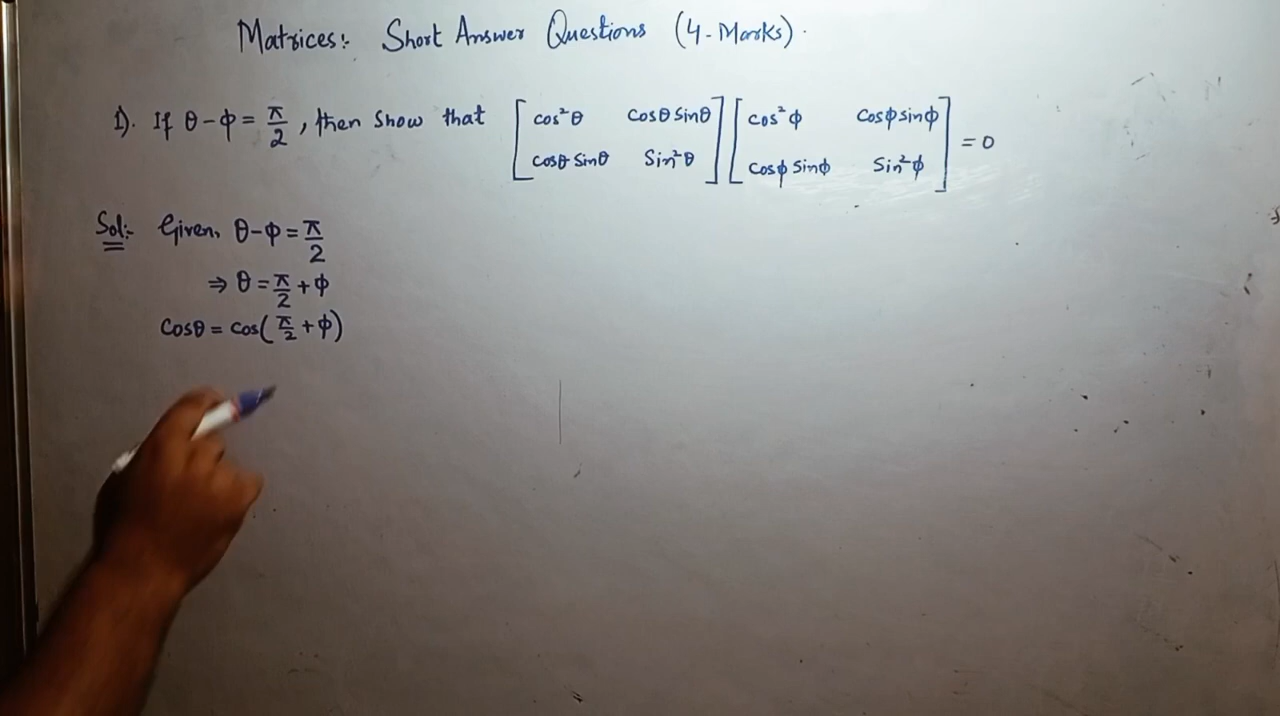 Matrices:- Short Answer Questions (4-Marks).
1). If θ-ϕ = π/2, then show that [cos²θ cosθ sinθ; cosθ sinθ sin²θ] [cos²ϕ cosϕ sinϕ; cosϕ sinϕ sin²ϕ] = 0
Sol:- Given, θ-ϕ = π/2
⇒ θ = π/2 + ϕ
Cosθ = cos(π/2 + ϕ)